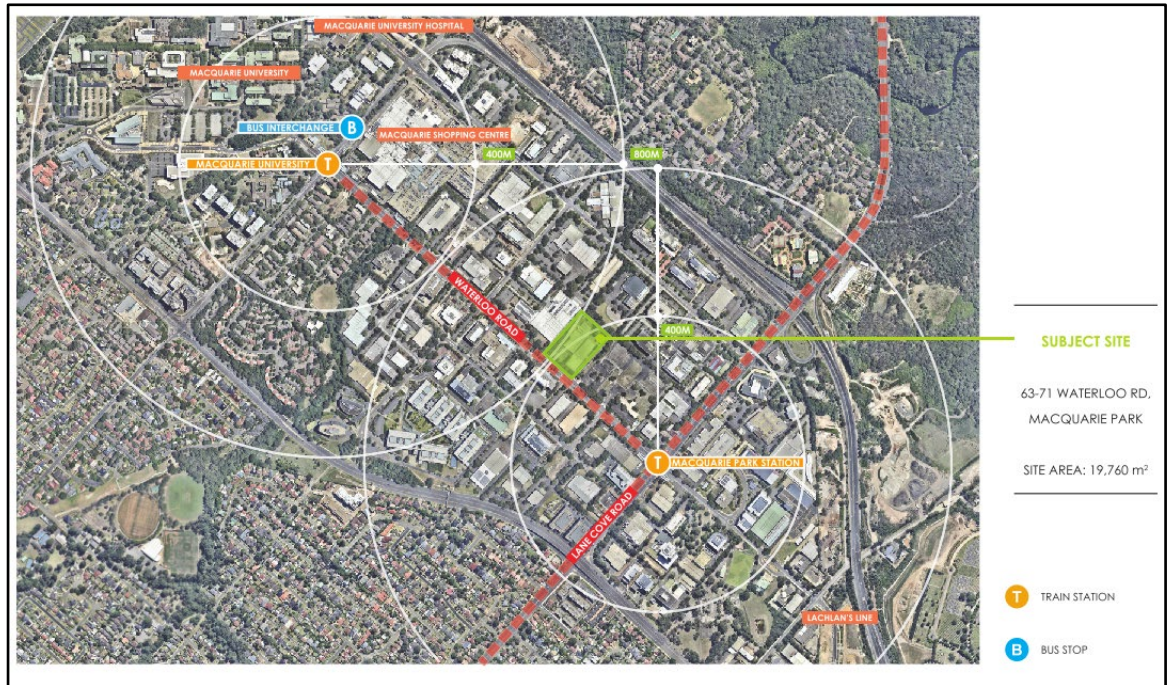 MACQUARIE UNIVERSITY HOSPITAL
MACQUARIE UNIVERSITY
BUS INTERCHANGE
B
MACQUARIE SHOPPING CENTRE
MACQUARIE UNIVERSITY
T
400M
800M
WATERLOO ROAD
400M
SUBJECT SITE
63-71 WATERLOO RD,
MACQUARIE PARK
SITE AREA: 19,760 m²
T
MACQUARIE PARK STATION
LANE COVE ROAD
LACHLAN'S LINE
T TRAIN STATION
B BUS STOP